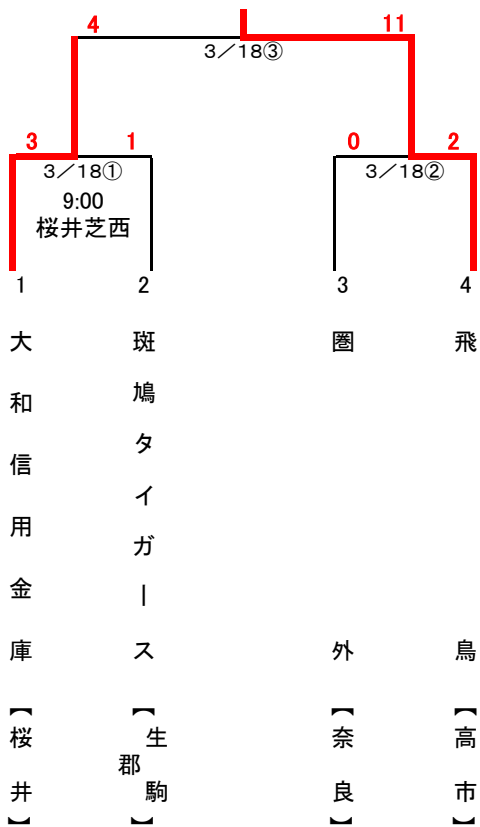 4
11
3／18③
3
1
0
2
3／18①
3／18②
9:00
桜井芝西
1
2
3
4
大和信用金庫【桜井】
斑鳩タイガース【生駒郡】
圏外【奈良】
飛鳥【高市】